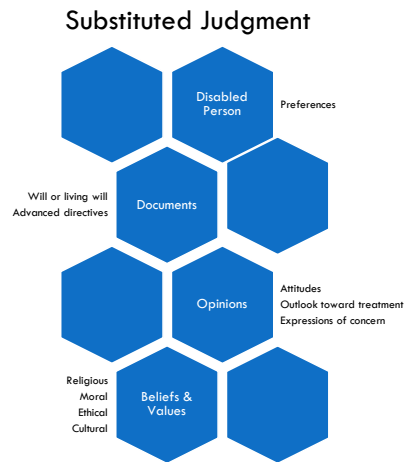 Substituted Judgment
Disabled
Person
Preferences
Will or living will
Advanced directives
Documents
Opinions
Attitudes
Outlook toward treatment
Expressions of concern
Religious
Moral
Ethical
Cultural
Beliefs &
Values